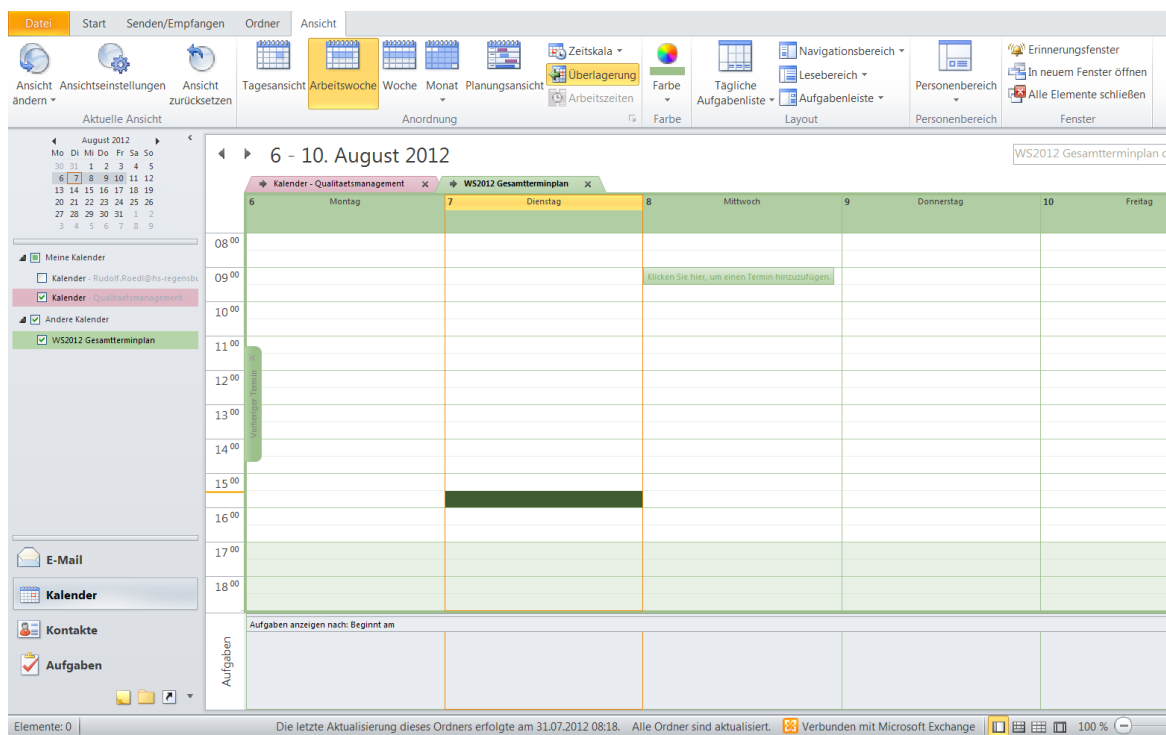 Datei Start Senden/Empfangen Ordner Ansicht
Ansicht ändern
Ansichtseinstellungen
Ansicht zurücksetzen
Aktuelle Ansicht
Tagesansicht
Arbeitswoche
Woche
Monat
Planungsansicht
Zeitskala
Überlagerung
Arbeitszeiten
Anordnung
Farbe
Farbe
Tägliche Aufgabenliste
Navigationsbereich
Lesebereich
Aufgabenleiste
Layout
Personenbereich
Personenbereich
Erinnerungsfenster
In neuem Fenster öffnen
Alle Elemente schließen
Fenster
August 2012
Mo Di Mi Do Fr Sa So
30 31 1 2 3 4 5
6 7 8 9 10 11 12
13 14 15 16 17 18 19
20 21 22 23 24 25 26
27 28 29 30 31 1 2
3 4 5 6 7 8 9
Meine Kalender
Kalender - Rudolf.Roedl@hs-regensbu
Kalender - Qualitaetsmanagement
Andere Kalender
WS2012 Gesamtterminplan
E-Mail
Kalender
Kontakte
Aufgaben
6 - 10. August 2012
WS2012 Gesamtterminplan
Kalender - Qualitaetsmanagement x
WS2012 Gesamtterminplan x
6 Montag 7 Dienstag 8 Mittwoch 9 Donnerstag 10 Freitag
08 00
09 00
Klicken Sie hier, um einen Termin hinzuzufügen.
10 00
11 00
12 00
13 00
14 00
15 00
16 00
17 00
18 00
Vorheriger Termin
Aufgaben anzeigen nach: Beginnt am
Aufgaben
Elemente: 0
Die letzte Aktualisierung dieses Ordners erfolgte am 31.07.2012 08:18. Alle Ordner sind aktualisiert. Verbunden mit Microsoft Exchange 100 %